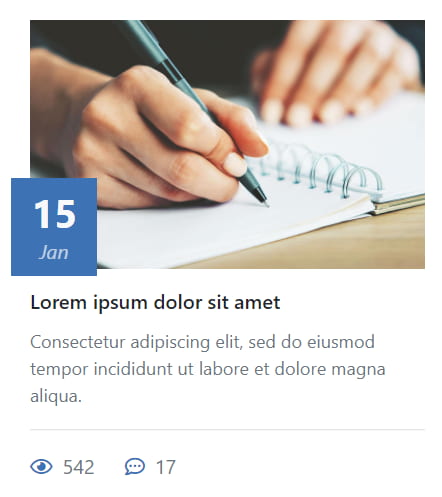 15
Jan
Lorem ipsum dolor sit amet
Consectetur adipiscing elit, sed do eiusmod
tempor incididunt ut labore et dolore magna
aliqua.
542 17